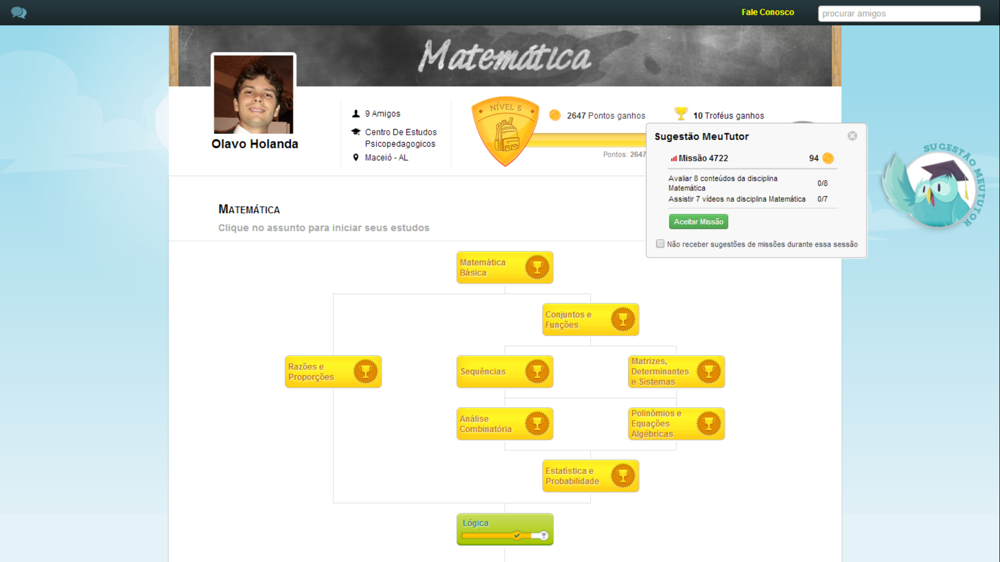 Fale Conosco
procurar amigos
Matemática
Olavo Holanda
9 Amigos
Centro De Estudos
Psicopedagogicos
Maceió - AL
NÍVEL 5
2647 Pontos ganhos
10 Troféus ganhos
Pontos: 2647
Sugestão MeuTutor
Missão 4722
94
Avaliar 8 conteúdos da disciplina
Matemática
0/8
Assistir 7 vídeos na disciplina Matemática 0/7
Aceitar Missão
Não receber sugestões de missões durante essa sessão
SUGESTÃO MEUTUTOR
MATEMÁTICA
Clique no assunto para iniciar seus estudos
Matemática
Básica
Conjuntos e
Funções
Razões e
Proporções
Sequências
Matrizes,
Determinantes
e Sistemas
Análise
Combinatória
Polinômios e
Equações
Algébricas
Estatística e
Probabilidade
Lógica